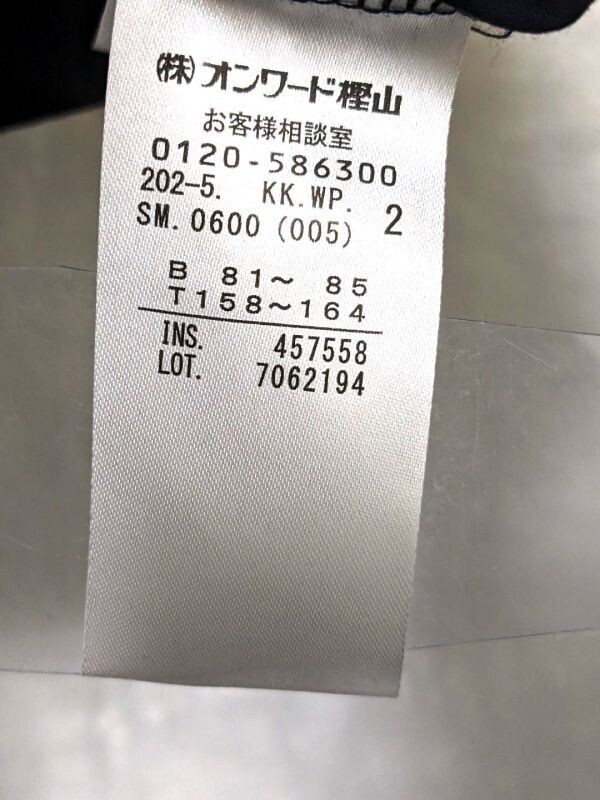 (株)オンワード樫山
お客様相談室
0120-586300
202-5. KK.WP. 2
SM.0600 (005)
B 81～ 85
T158～164
INS. 457558
LOT. 7062194